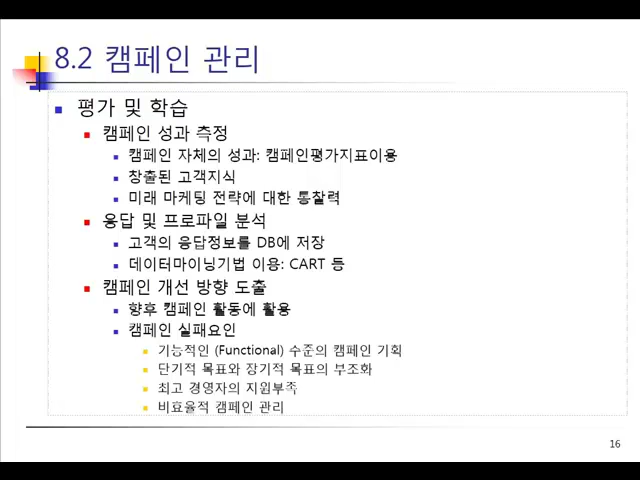 8.2 캠페인 관리
평가 및 학습
캠페인 성과 측정
캠페인 자체의 성과: 캠페인평가지표이용
창출된 고객지식
미래 마케팅 전략에 대한 통찰력
응답 및 프로파일 분석
고객의 응답정보를 DB에 저장
데이터마이닝기법 이용: CART 등
캠페인 개선 방향 도출
향후 캠페인 활동에 활용
캠페인 실패요인
기능적인 (Functional) 수준의 캠페인 기획
단기적 목표와 장기적 목표의 부조화
최고 경영자의 지원부족
비효율적 캠페인 관리
16